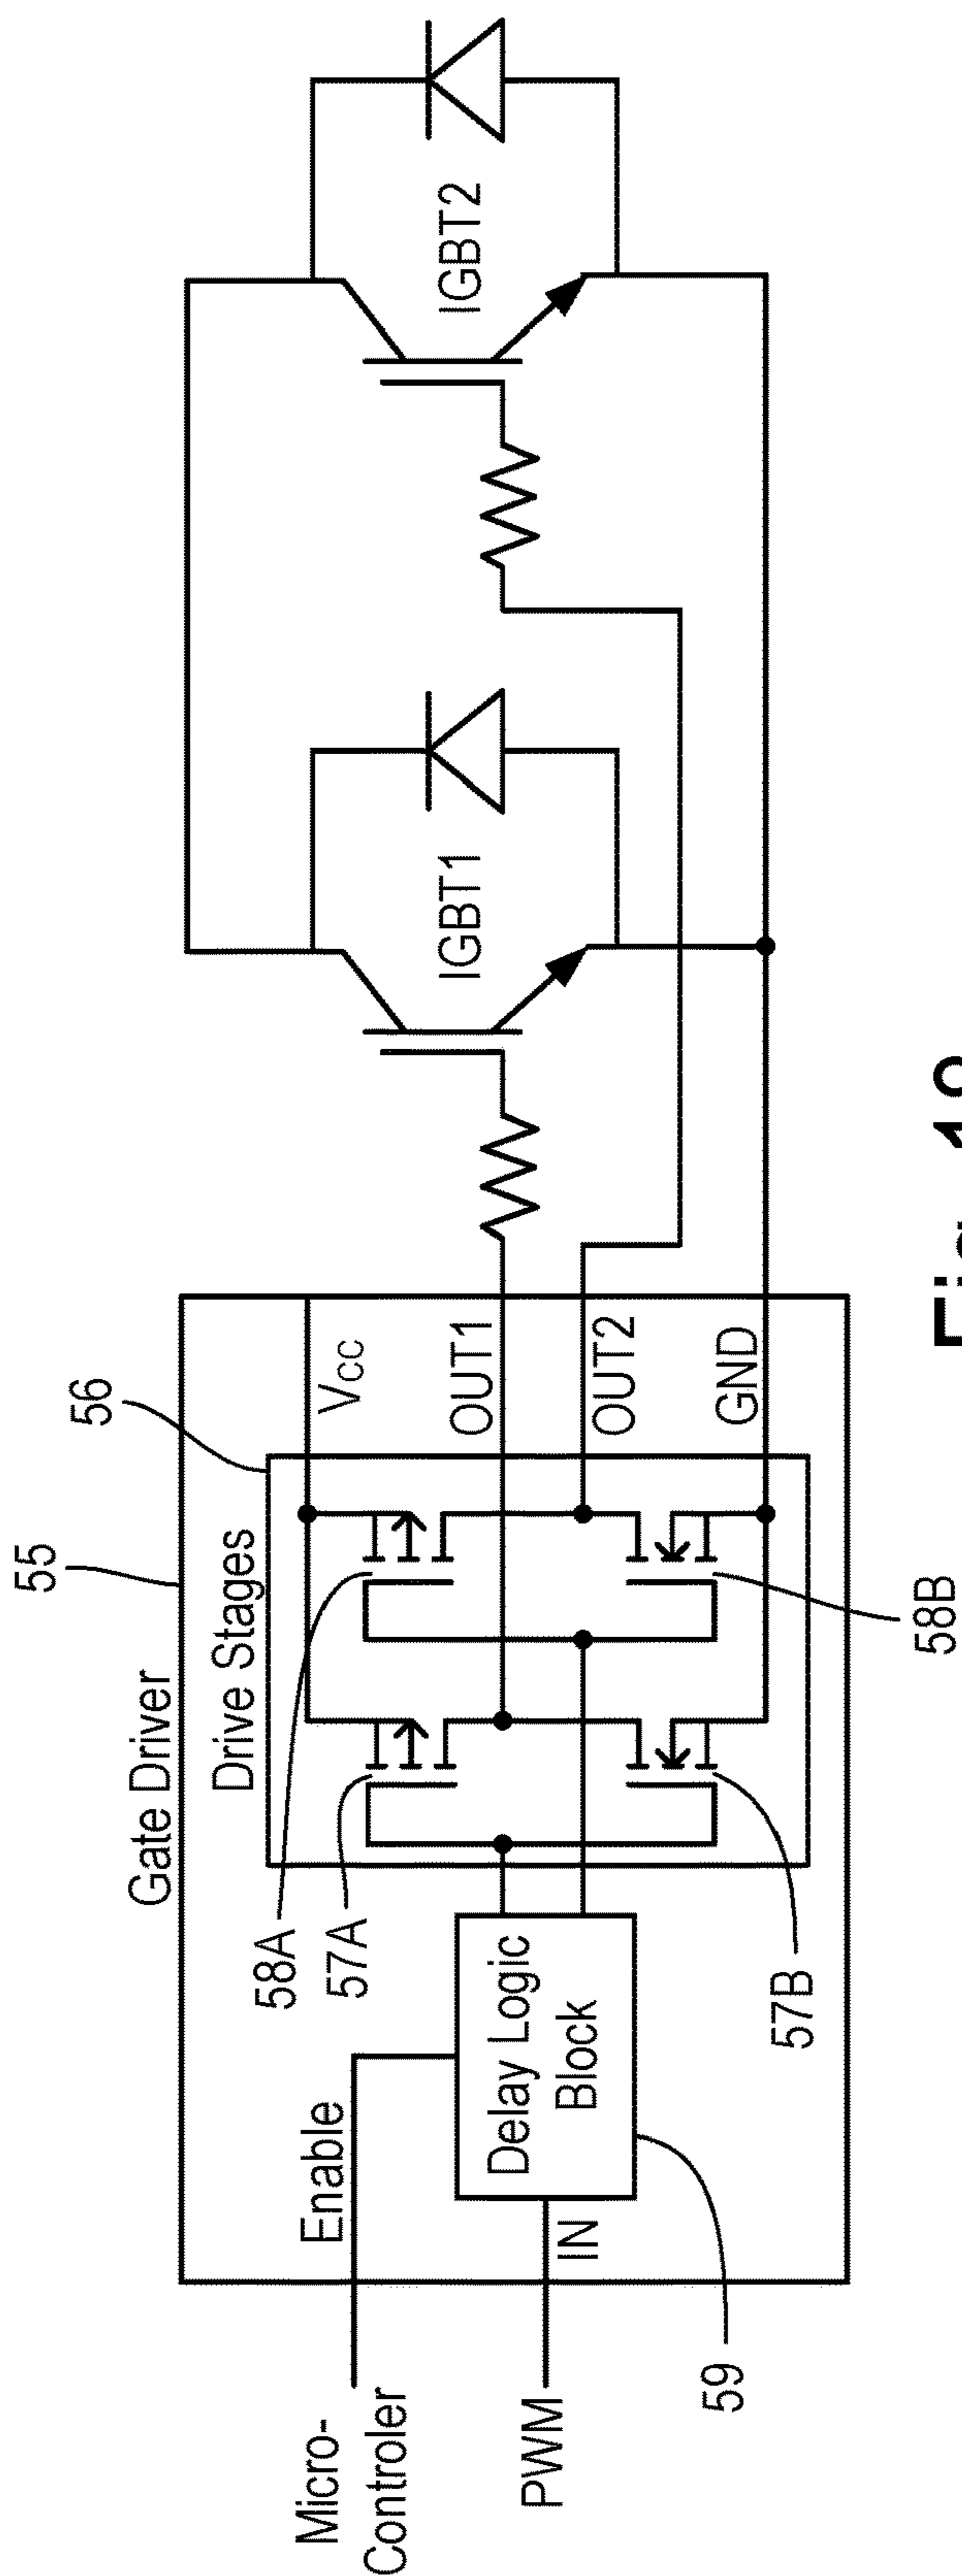 55
56
Gate Driver
Drive Stages
58A
57A
Micro-
Controler
Enable
PWM
IN
Delay Logic
Block
59
57B
58B
VCC
OUT1
OUT2
GND
IGBT1
IGBT2